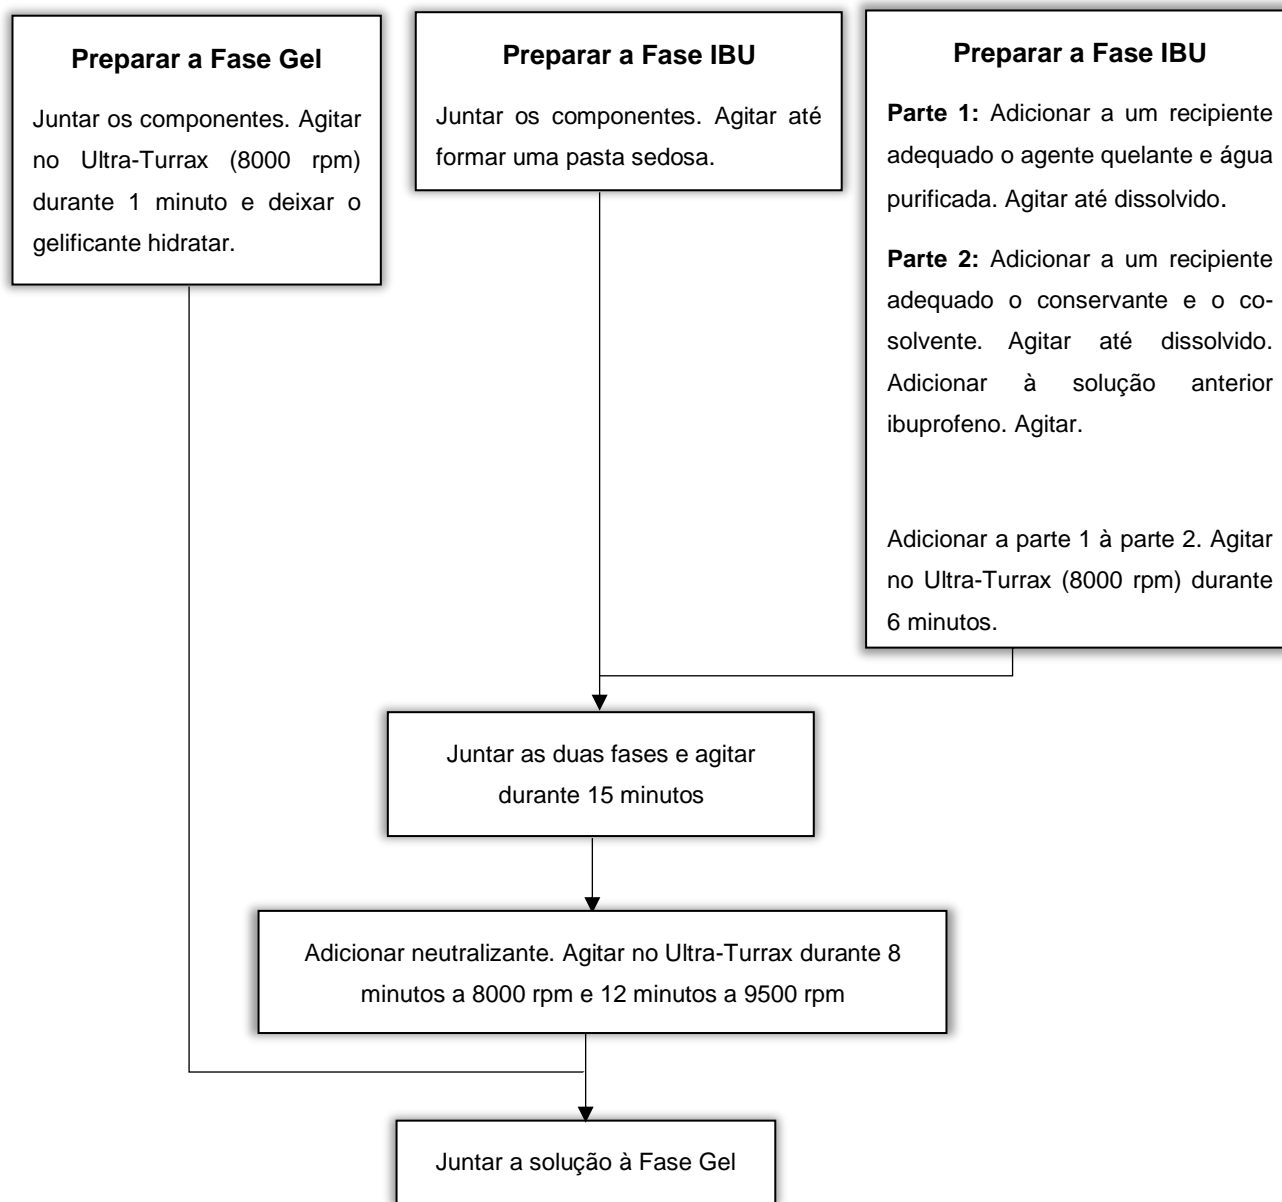 Preparar a Fase Gel
Juntar os componentes. Agitar
no Ultra-Turrax (8000 rpm)
durante 1 minuto e deixar o
gelificante hidratar.
Preparar a Fase IBU
Juntar os componentes. Agitar até
formar uma pasta sedosa.
Preparar a Fase IBU
Parte 1: Adicionar a um recipiente
adequado o agente quelante e água
purificada. Agitar até dissolvido.
Parte 2: Adicionar a um recipiente
adequado o conservante e o co-
solvente. Agitar até dissolvido.
Adicionar à solução anterior
ibuprofeno. Agitar.
Adicionar a parte 1 à parte 2. Agitar
no Ultra-Turrax (8000 rpm) durante
6 minutos.
Juntar as duas fases e agitar
durante 15 minutos
Adicionar neutralizante. Agitar no Ultra-Turrax durante 8
minutos a 8000 rpm e 12 minutos a 9500 rpm
Juntar a solução à Fase Gel